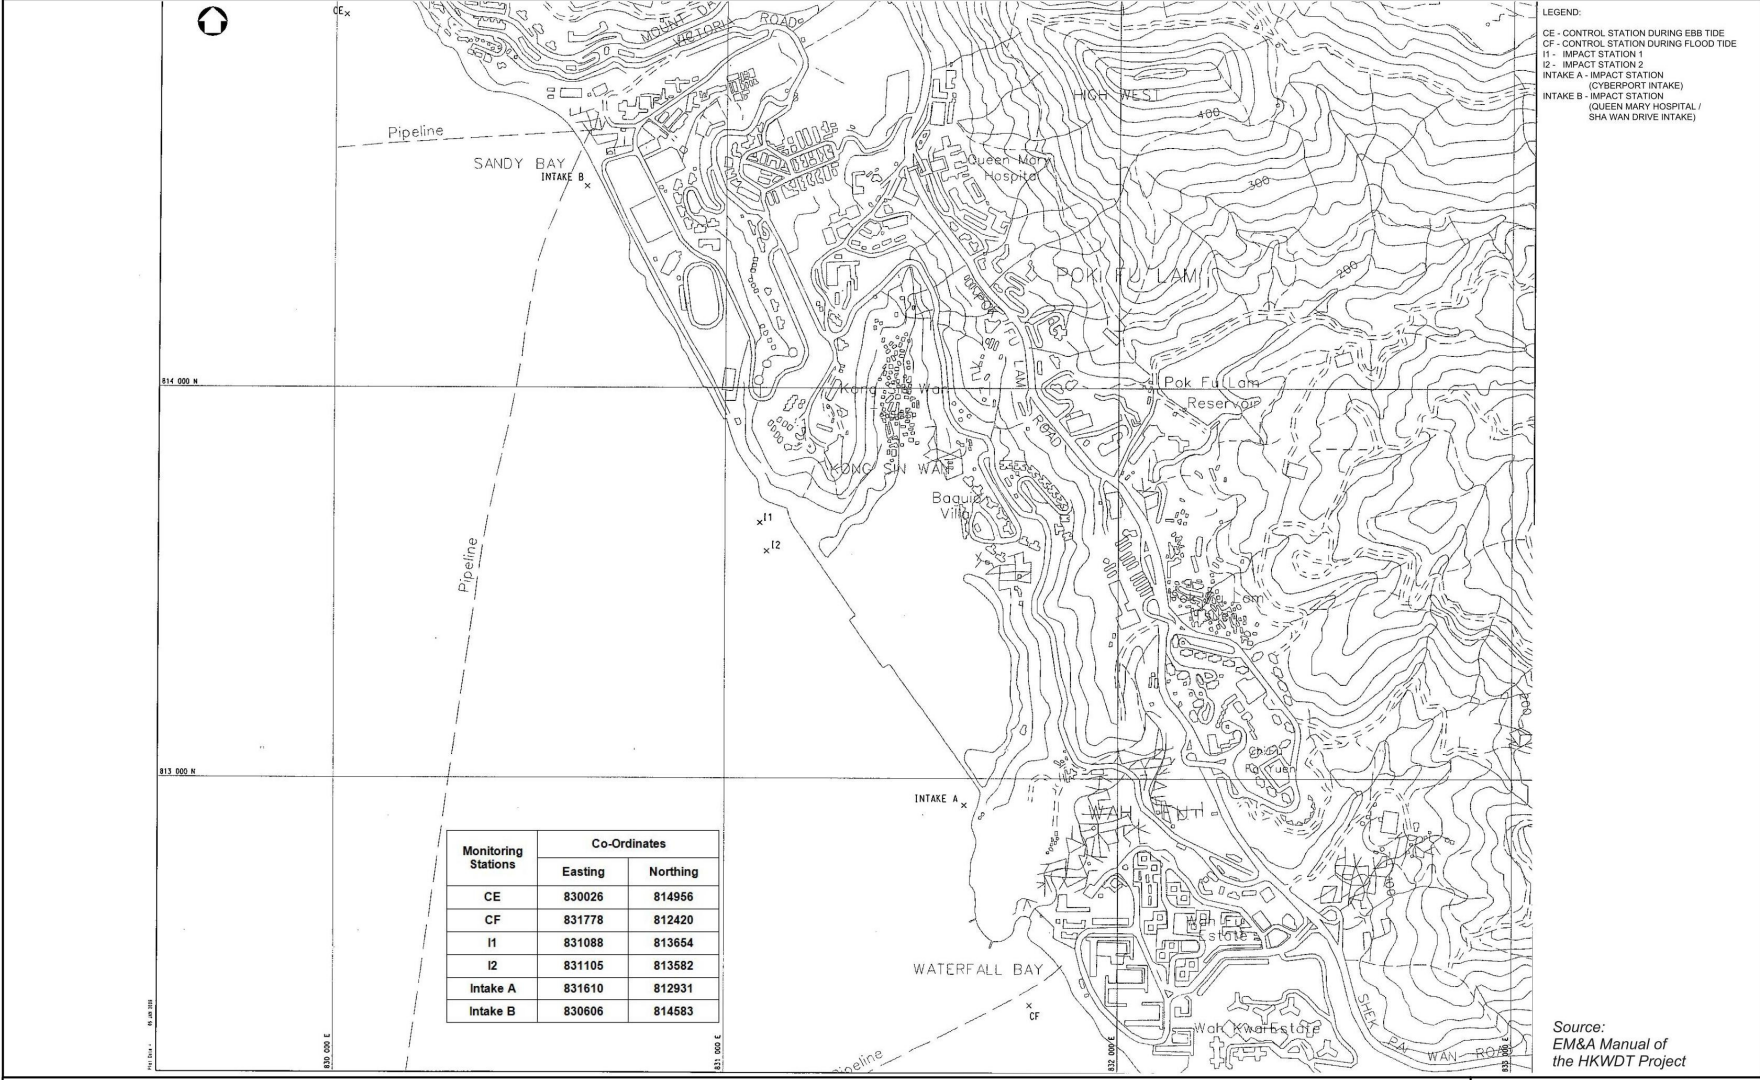 CE
MOUNT DA
VICTORIA ROAD
LEGEND:
CE - CONTROL STATION DURING EBB TIDE
CF - CONTROL STATION DURING FLOOD TIDE
I1 - IMPACT STATION 1
I2 - IMPACT STATION 2
INTAKE A - IMPACT STATION
(CYBERPORT INTAKE)
INTAKE B - IMPACT STATION
(QUEEN MARY HOSPITAL /
SHA WAN DRIVE INTAKE)
HIGH WEST
400
Pipeline
SANDY BAY
INTAKE B
Queen Mary
Hospital
300
POK FU LAM
200
POK FU LAM ROAD
814 000 N
Kong Sin Wan
Pok Fu Lam
Reservoir
KONG SIN WAN
Baguio
Villa
I1
I2
Pipeline
Pok Fu Lam
200
Chi Fu
Fa Yuen
813 000 N
INTAKE A
WAH FU
100
Monitoring
Stations
Co-Ordinates
Easting Northing
CE 830026 814956
CF 831778 812420
I1 831088 813654
I2 831105 813582
Intake A 831610 812931
Intake B 830606 814583
Wah Fu
Estate
WATERFALL BAY
CF
Wah Kwai Estate
SHEK PAI WAN ROAD
Pipeline
830 000 E
831 000 E
832 000 E
833 000 E
Source:
EM&A Manual of
the HKWDT Project